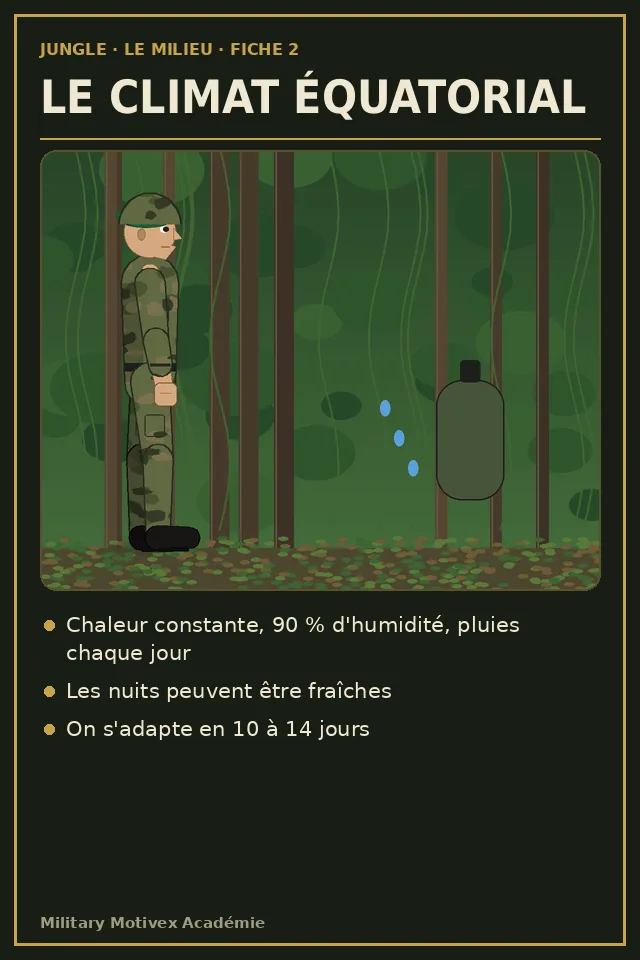 JUNGLE · LE MILIEU · FICHE 2
LE CLIMAT ÉQUATORIAL
Chaleur constante, 90 % d'humidité, pluies
chaque jour
Les nuits peuvent être fraîches
On s'adapte en 10 à 14 jours
Military Motivex Académie